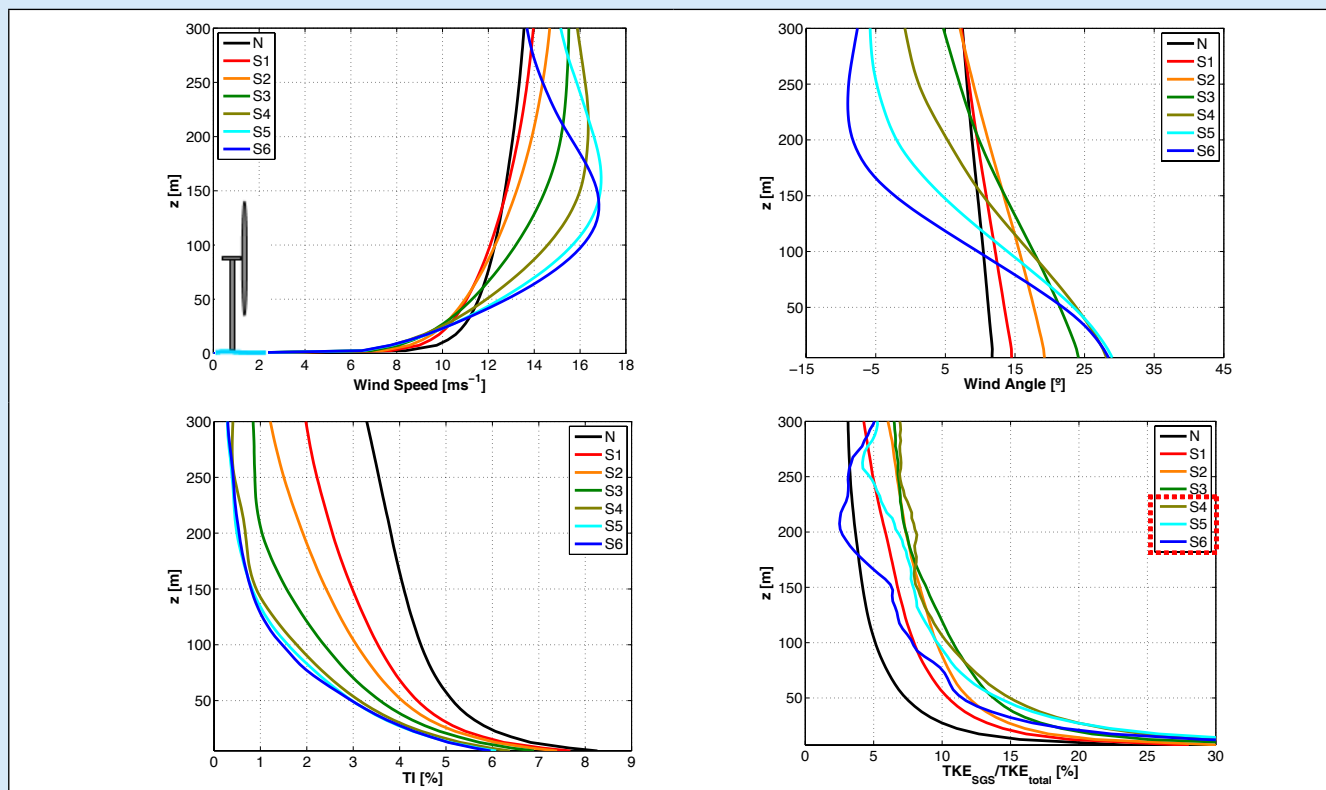 300
250
200
150
100
50
0
z [m]
N
S1
S2
S3
S4
S5
S6
0 2 4 6 8 10 12 14 16 18
Wind Speed [ms⁻¹]
300
250
200
150
100
50
z [m]
N
S1
S2
S3
S4
S5
S6
−15 −5 5 15 25 35 45
Wind Angle [º]
300
250
200
150
100
50
z [m]
N
S1
S2
S3
S4
S5
S6
0 1 2 3 4 5 6 7 8 9
TI [%]
300
250
200
150
100
50
z [m]
N
S1
S2
S3
S4
S5
S6
0 5 10 15 20 25 30
TKE_SGS/TKE_total [%]